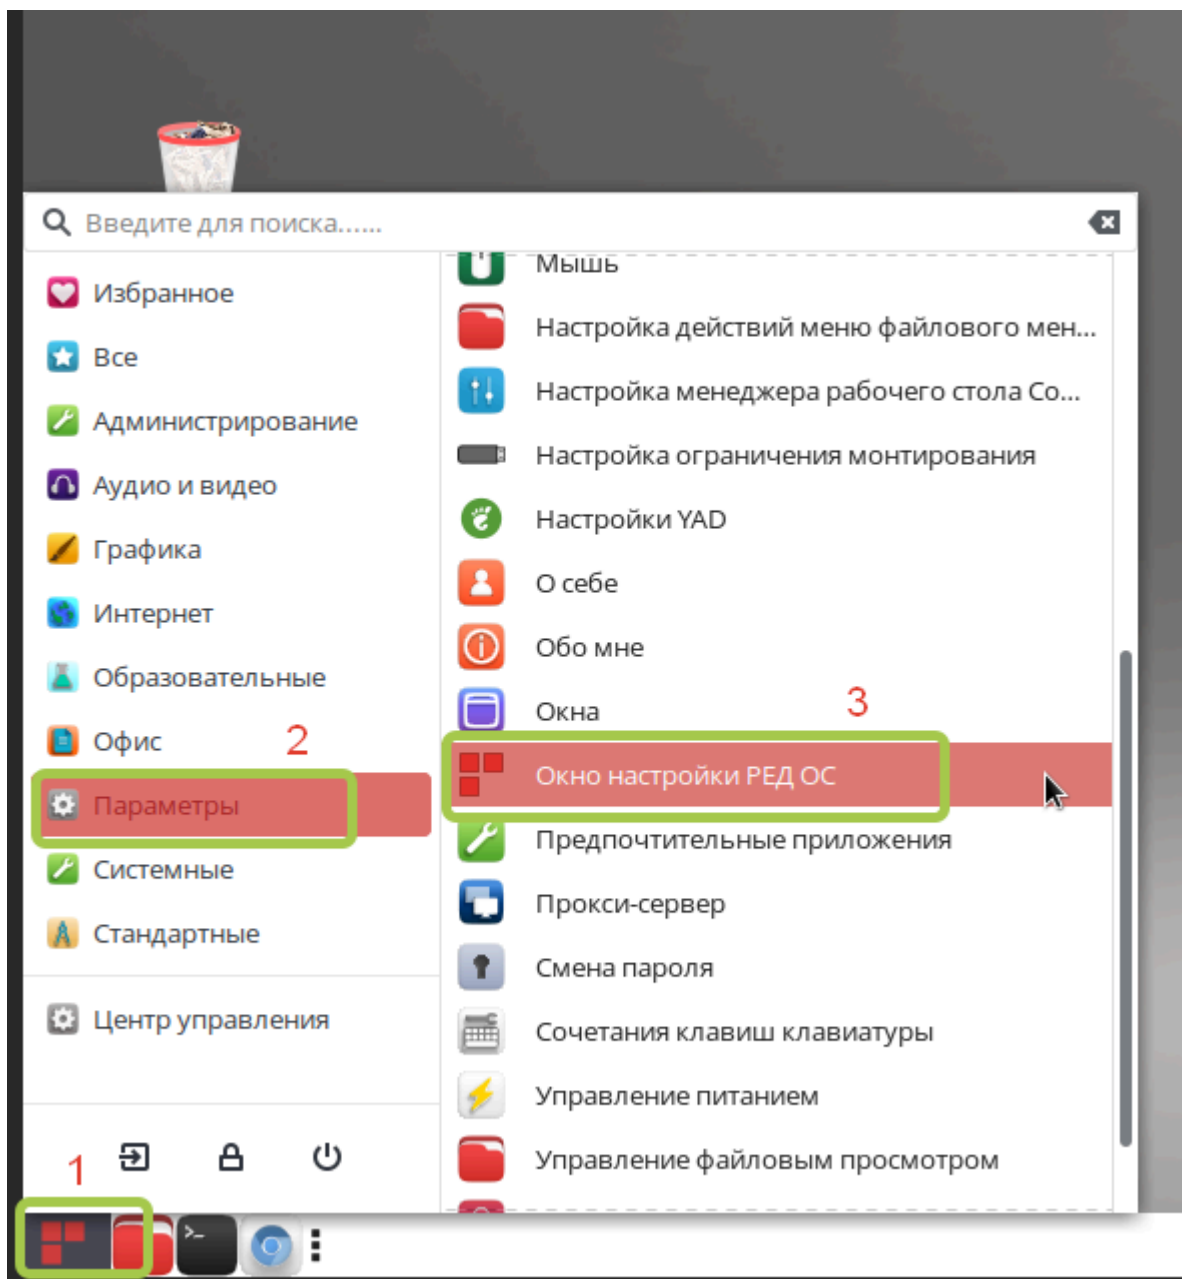 Введите для поиска......
Избранное
Все
Администрирование
Аудио и видео
Графика
Интернет
Образовательные
Офис
2
Параметры
Системные
Стандартные
Центр управления
1
Мышь
Настройка действий меню файлового мен...
Настройка менеджера рабочего стола Co...
Настройка ограничения монтирования
Настройки YAD
О себе
Обо мне
Окна
3
Окно настройки РЕД ОС
Предпочтительные приложения
Прокси-сервер
Смена пароля
Сочетания клавиш клавиатуры
Управление питанием
Управление файловым просмотром